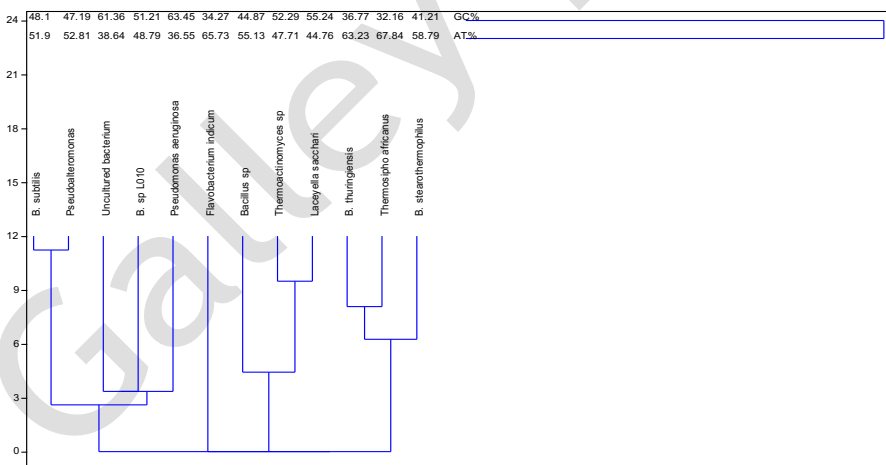 24 48.1 47.19 61.36 51.21 63.45 34.27 44.87 52.29 55.24 36.77 32.16 41.21 GC%
51.9 52.81 38.64 48.79 36.55 65.73 55.13 47.71 44.76 63.23 67.84 58.79 AT%
21
18
B. subtilis
Pseudoalteromonas
Uncultured bacterium
B. sp L010
Pseudomonas aeruginosa
Flavobacterium indicum
Bacillus sp
Thermoactinomyces sp
Laceyella sacchari
B. thuringiensis
Thermosipho africanus
B. stearothermophilus
15
12
9
6
3
0
Galley